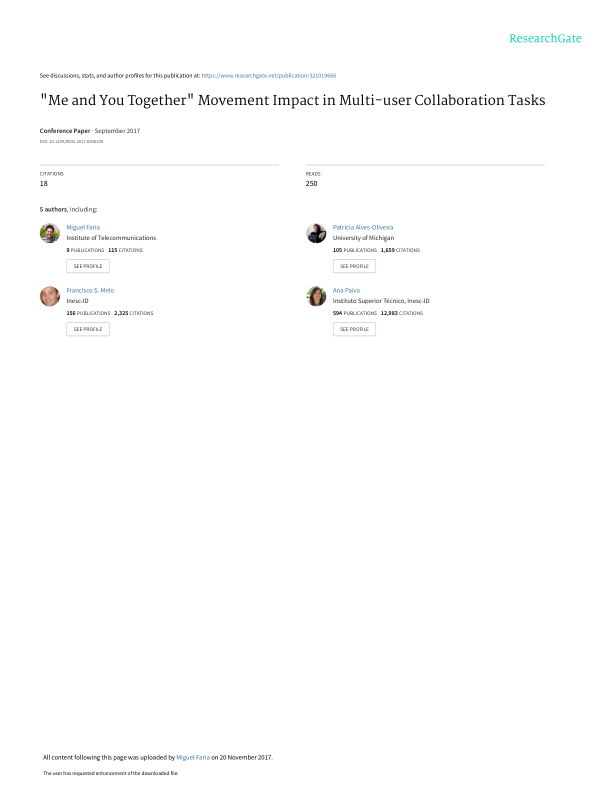 ResearchGate
See discussions, stats, and author profiles for this publication at: https://www.researchgate.net/publication/321019666
"Me and You Together" Movement Impact in Multi-user Collaboration Tasks
Conference Paper · September 2017
DOI: 10.1109/IROS.2017.8206109
CITATIONS
18
READS
250
5 authors, including:
Miguel Faria
Institute of Telecommunications
9 PUBLICATIONS 115 CITATIONS
SEE PROFILE
Patrícia Alves-Oliveira
University of Michigan
105 PUBLICATIONS 1,659 CITATIONS
SEE PROFILE
Francisco S. Melo
Inesc-ID
156 PUBLICATIONS 2,325 CITATIONS
SEE PROFILE
Ana Paiva
Instituto Superior Técnico, Inesc-ID
594 PUBLICATIONS 12,983 CITATIONS
SEE PROFILE
All content following this page was uploaded by Miguel Faria on 20 November 2017.
The user has requested enhancement of the downloaded file.